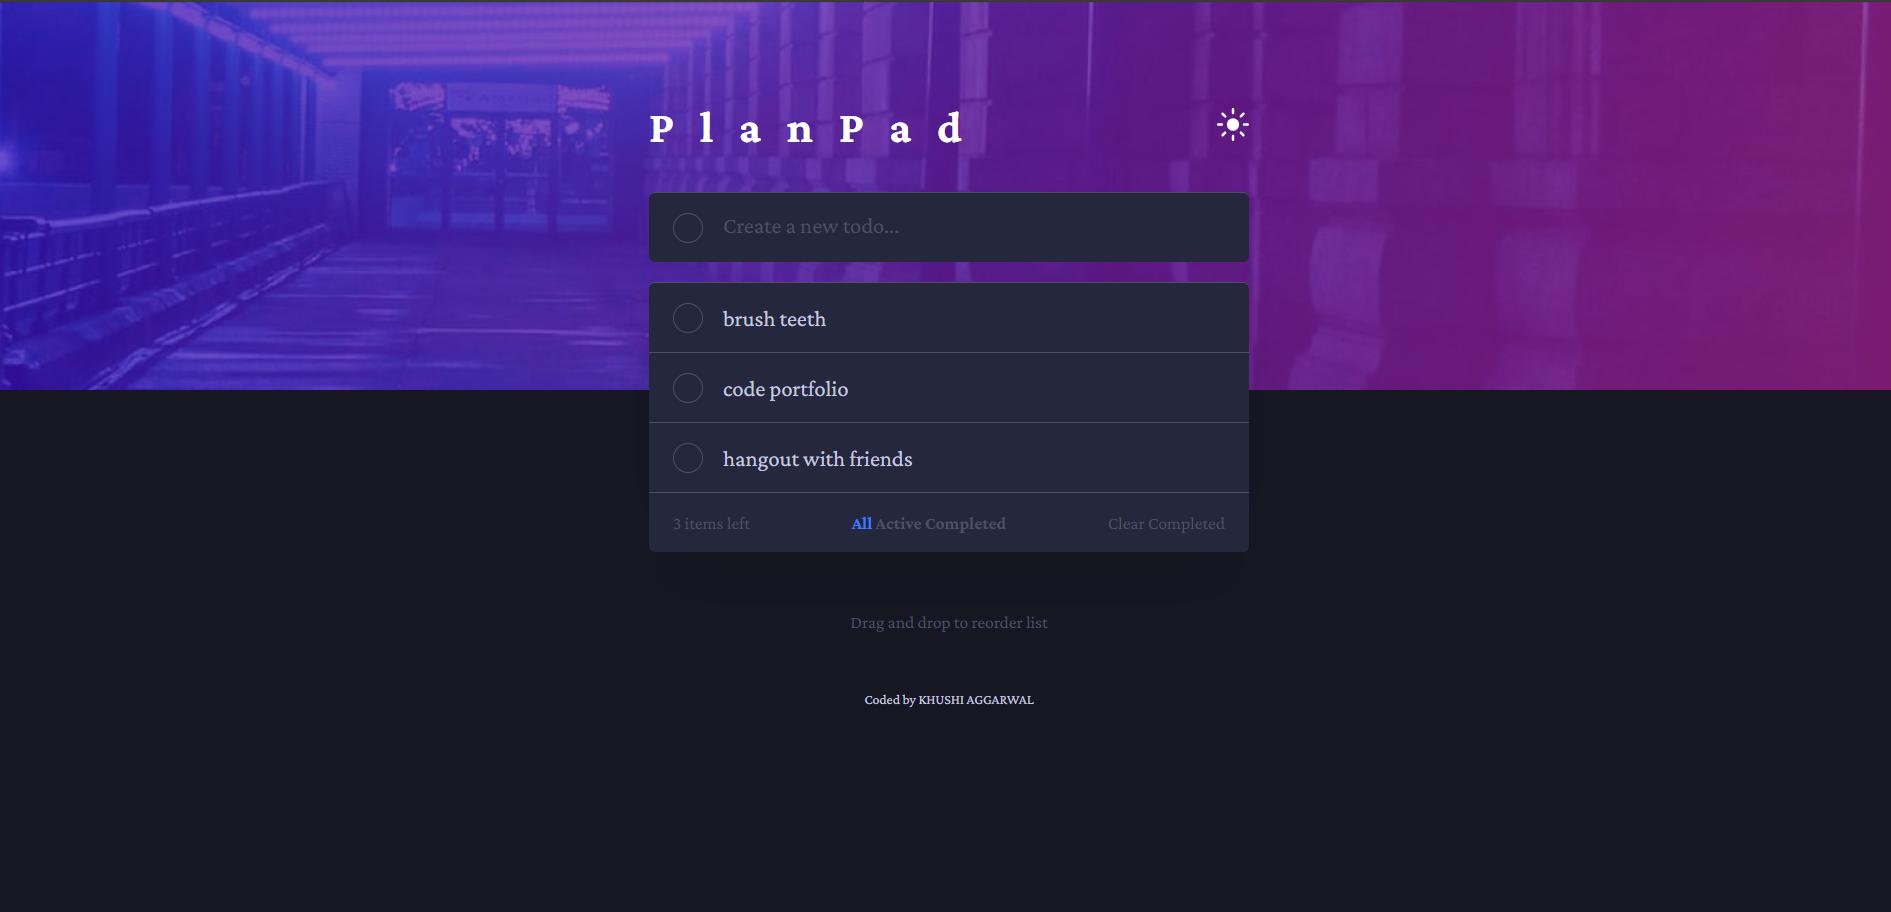 PlanPad
Create a new todo...
brush teeth
code portfolio
hangout with friends
3 items left All Active Completed Clear Completed
Drag and drop to reorder list
Coded by KHUSHI AGGARWAL